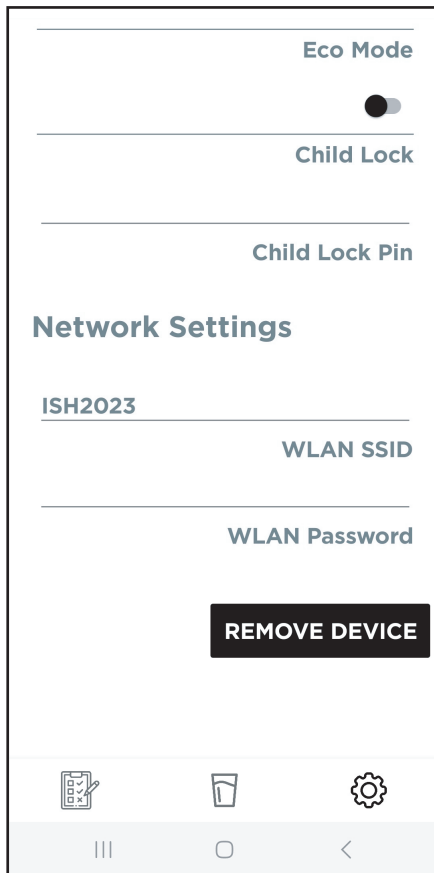 Eco Mode
Child Lock
Child Lock Pin
Network Settings
ISH2023
WLAN SSID
WLAN Password
REMOVE DEVICE